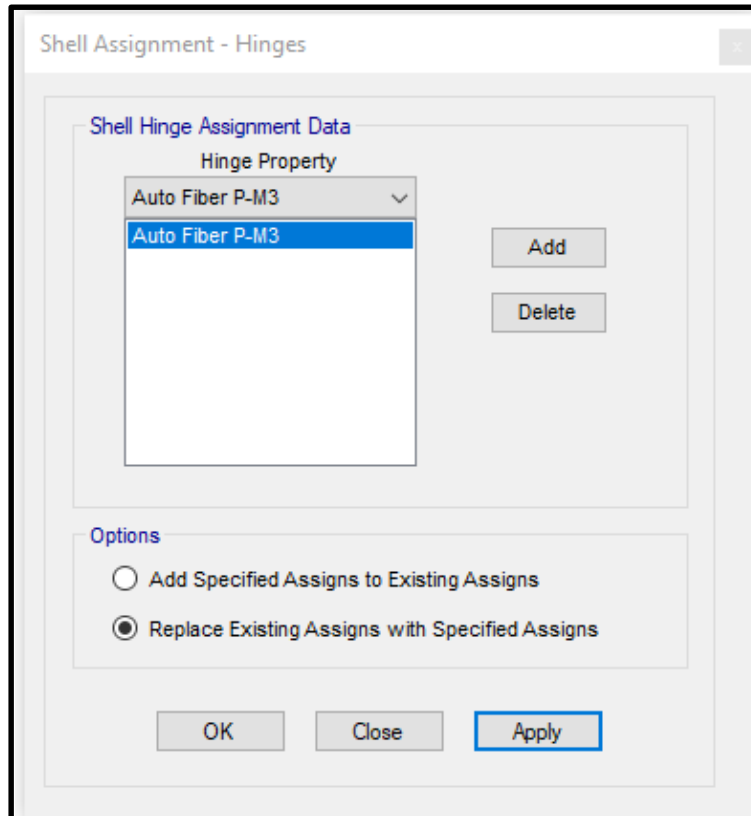 Shell Assignment - Hinges
x
Shell Hinge Assignment Data
Hinge Property
Auto Fiber P-M3
Auto Fiber P-M3
Add
Delete
Options
Add Specified Assigns to Existing Assigns
Replace Existing Assigns with Specified Assigns
OK Close Apply